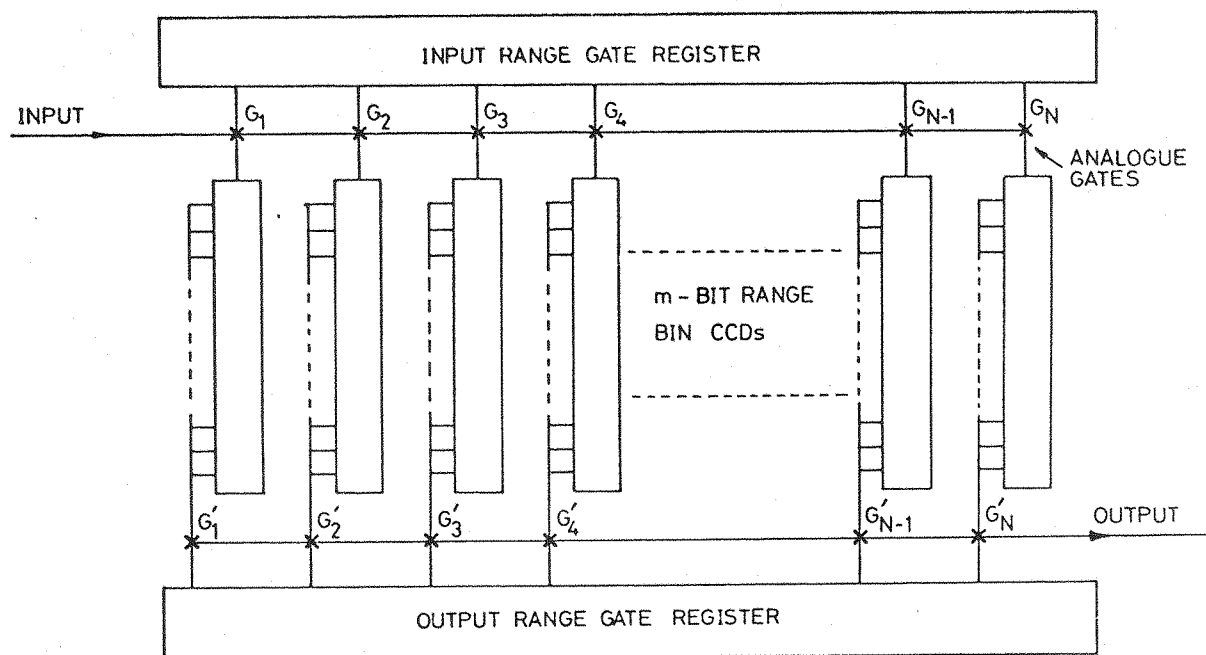 INPUT RANGE GATE REGISTER
INPUT
G1 G2 G3 G4 GN-1 GN
ANALOGUE
GATES
m-BIT RANGE
BIN CCDs
G'1 G'2 G'3 G'4 G'N-1 G'N
OUTPUT
OUTPUT RANGE GATE REGISTER